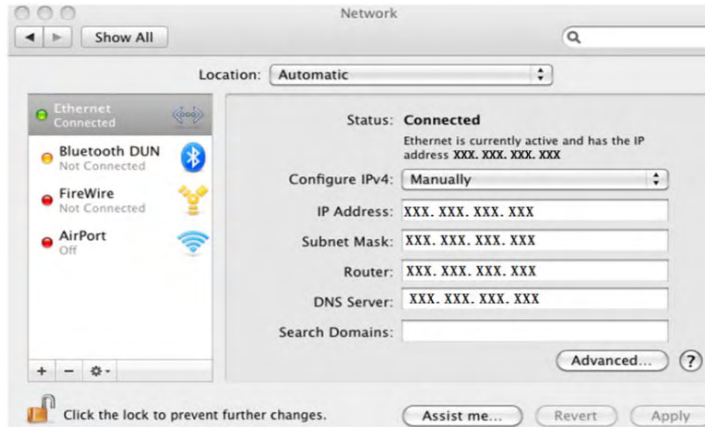 Network
Show All
Location: Automatic
Ethernet
Connected
Bluetooth DUN
Not Connected
FireWire
Not Connected
AirPort
Off
Status: Connected
Ethernet is currently active and has the IP
address XXX. XXX. XXX. XXX
Configure IPv4: Manually
IP Address: XXX. XXX. XXX. XXX
Subnet Mask: XXX. XXX. XXX. XXX
Router: XXX. XXX. XXX. XXX
DNS Server: XXX. XXX. XXX. XXX
Search Domains:
Advanced... ?
+ −
Click the lock to prevent further changes.
Assist me... Revert Apply